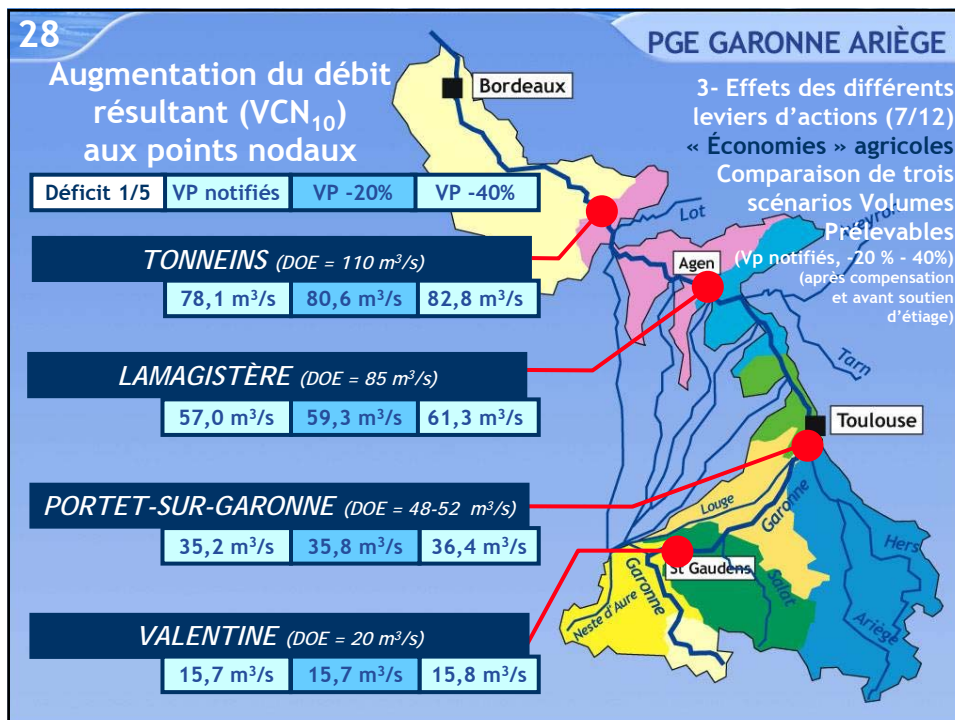 28
PGE GARONNE ARIÈGE
Augmentation du débit
résultant (VCN10)
aux points nodaux
3- Effets des différents
leviers d’actions (7/12)
« Économies » agricoles
Comparaison de trois
scénarios Volumes
Prélevables
(Vp notifiés, -20 % - 40%)
(après compensation
et avant soutien
d’étiage)
Déficit 1/5 VP notifiés VP -20% VP -40%
TONNEINS (DOE = 110 m³/s)
78,1 m³/s 80,6 m³/s 82,8 m³/s
LAMAGISTÈRE (DOE = 85 m³/s)
57,0 m³/s 59,3 m³/s 61,3 m³/s
PORTET-SUR-GARONNE (DOE = 48-52 m³/s)
35,2 m³/s 35,8 m³/s 36,4 m³/s
VALENTINE (DOE = 20 m³/s)
15,7 m³/s 15,7 m³/s 15,8 m³/s
Bordeaux
Lot
Agen
Tarn
Toulouse
Louge
Garonne
Hers
St Gaudens
Garonne
Salat
Neste d'Aure
Ariège